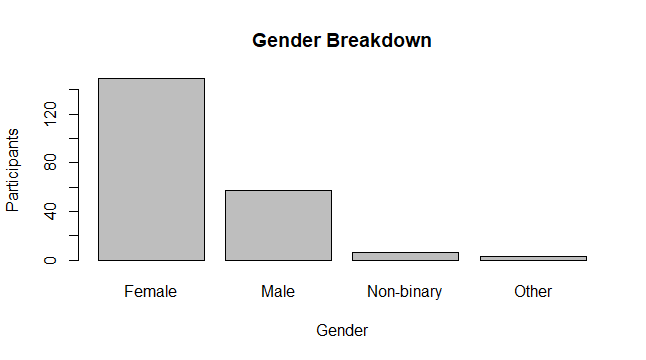 Gender Breakdown
Participants
120
80
40
0
Female Male Non-binary Other
Gender